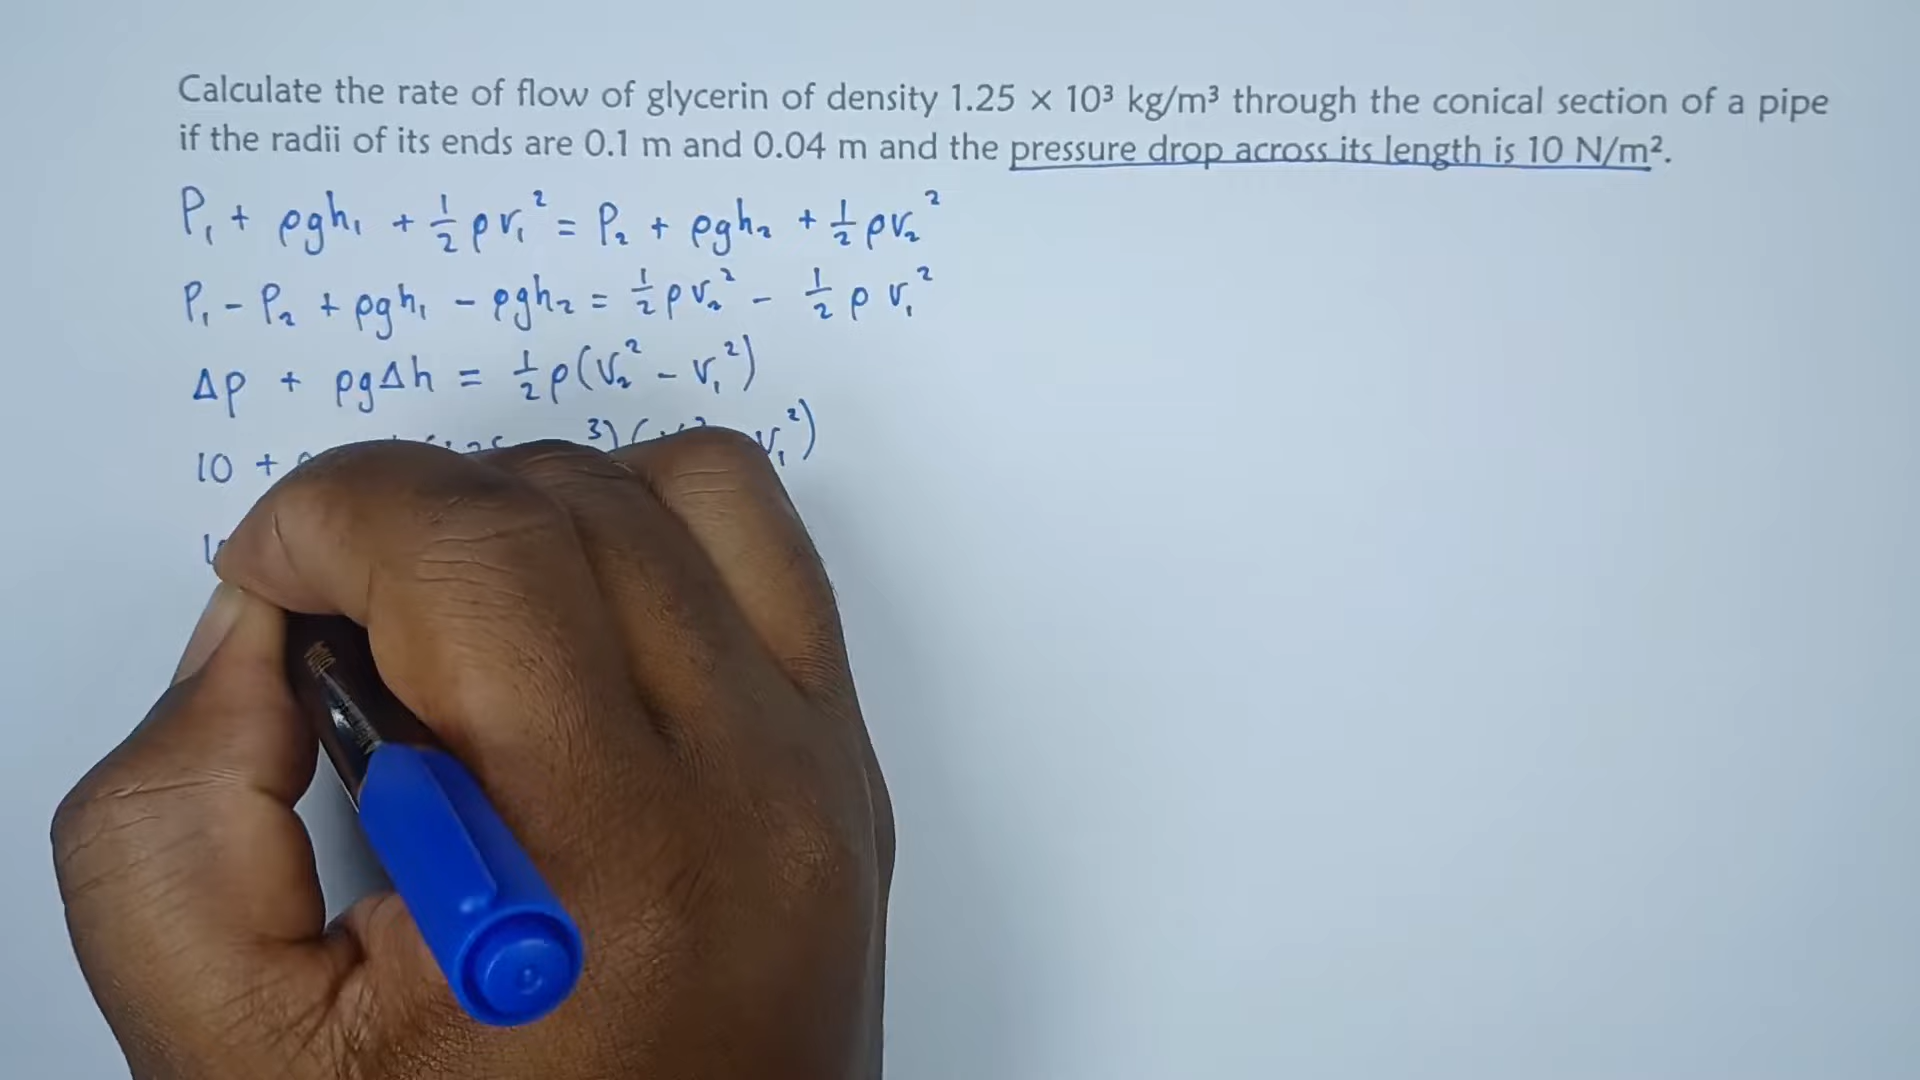 Calculate the rate of flow of glycerin of density 1.25 × 10³ kg/m³ through the conical section of a pipe
if the radii of its ends are 0.1 m and 0.04 m and the pressure drop across its length is 10 N/m².
P₁ + ρgh₁ + ½ρv₁² = P₂ + ρgh₂ + ½ρv₂²
P₁ - P₂ + ρgh₁ - ρgh₂ = ½ρv₂² - ½ρv₁²
Δp + ρgΔh = ½ρ(v₂² - v₁²)
10 + v₁²)